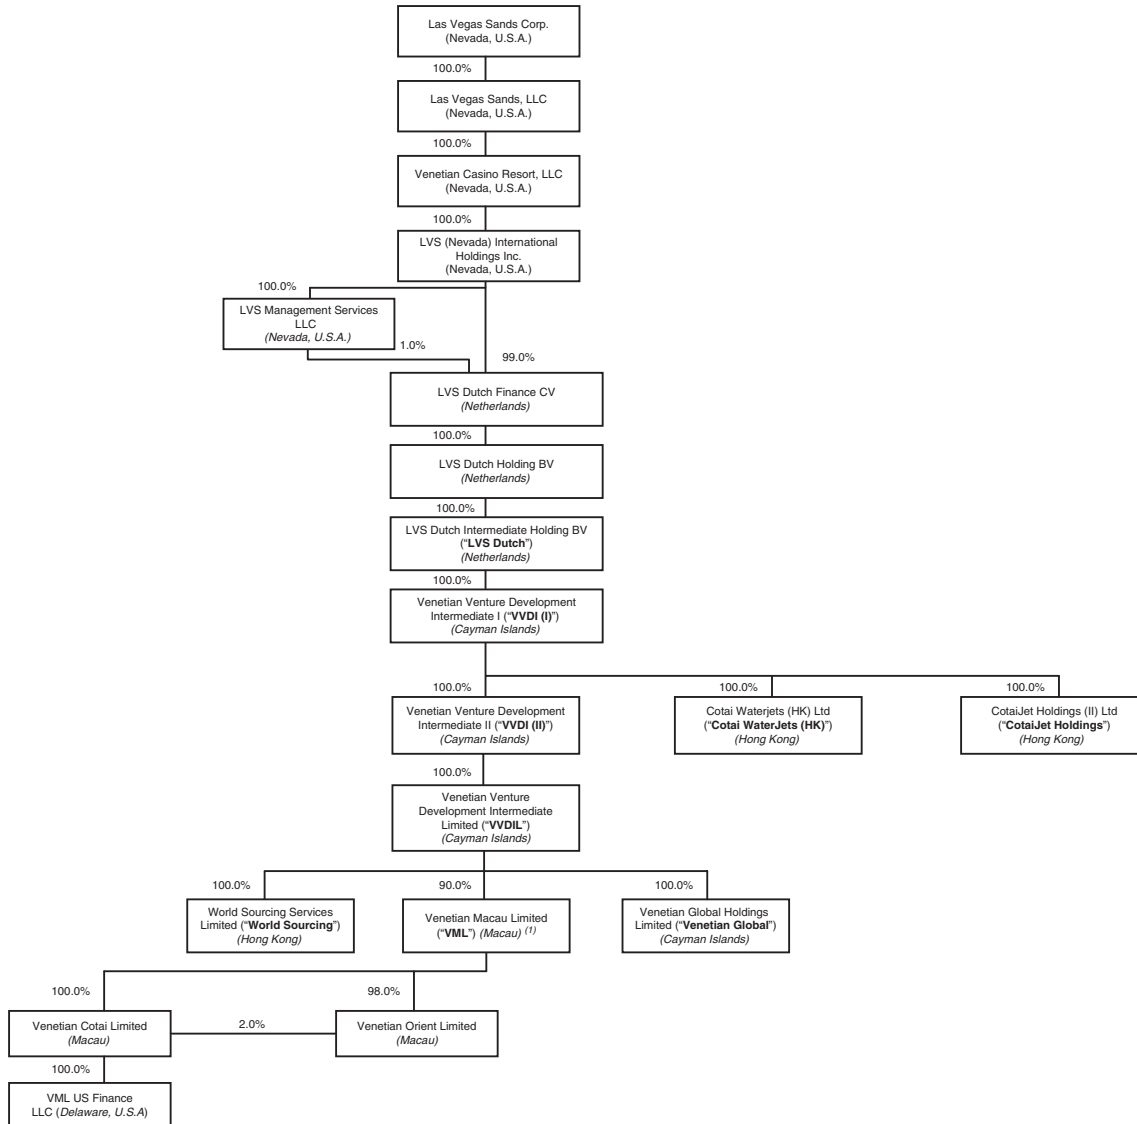 Las Vegas Sands Corp.
(Nevada, U.S.A.)
100.0%
Las Vegas Sands, LLC
(Nevada, U.S.A.)
100.0%
Venetian Casino Resort, LLC
(Nevada, U.S.A.)
100.0%
LVS (Nevada) International
Holdings Inc.
(Nevada, U.S.A.)
100.0%
LVS Management Services
LLC
(Nevada, U.S.A.)
1.0%
99.0%
LVS Dutch Finance CV
(Netherlands)
100.0%
LVS Dutch Holding BV
(Netherlands)
100.0%
LVS Dutch Intermediate Holding BV
(“LVS Dutch”)
(Netherlands)
100.0%
Venetian Venture Development
Intermediate I (“VVDI (I)”)
(Cayman Islands)
100.0%
Venetian Venture Development
Intermediate II (“VVDI (II)”)
(Cayman Islands)
100.0%
Cotai Waterjets (HK) Ltd
(“Cotai WaterJets (HK)”)
(Hong Kong)
100.0%
CotaiJet Holdings (II) Ltd
(“CotaiJet Holdings”)
(Hong Kong)
100.0%
Venetian Venture
Development Intermediate
Limited (“VVDIL”)
(Cayman Islands)
100.0%
World Sourcing Services
Limited (“World Sourcing”)
(Hong Kong)
90.0%
Venetian Macau Limited
(“VML”) (Macau) (1)
100.0%
Venetian Global Holdings
Limited (“Venetian Global”)
(Cayman Islands)
100.0%
98.0%
Venetian Cotai Limited
(Macau)
2.0%
Venetian Orient Limited
(Macau)
100.0%
VML US Finance
LLC (Delaware, U.S.A)